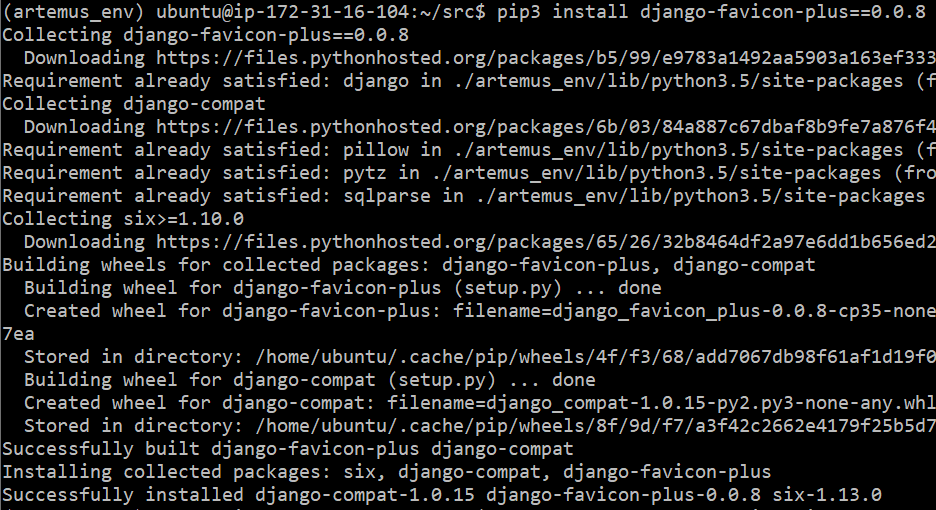 (artemus_env) ubuntu@ip-172-31-16-104:~/src$ pip3 install django-favicon-plus==0.0.8
Collecting django-favicon-plus==0.0.8
  Downloading https://files.pythonhosted.org/packages/b5/99/e9783a1492aa5903a163ef333
Requirement already satisfied: django in ./artemus_env/lib/python3.5/site-packages (f
Collecting django-compat
  Downloading https://files.pythonhosted.org/packages/6b/03/84a887c67dbaf8b9fe7a876f4
Requirement already satisfied: pillow in ./artemus_env/lib/python3.5/site-packages (f
Requirement already satisfied: pytz in ./artemus_env/lib/python3.5/site-packages (fro
Requirement already satisfied: sqlparse in ./artemus_env/lib/python3.5/site-packages
Collecting six>=1.10.0
  Downloading https://files.pythonhosted.org/packages/65/26/32b8464df2a97e6dd1b656ed2
Building wheels for collected packages: django-favicon-plus, django-compat
  Building wheel for django-favicon-plus (setup.py) ... done
  Created wheel for django-favicon-plus: filename=django_favicon_plus-0.0.8-cp35-none
7ea
  Stored in directory: /home/ubuntu/.cache/pip/wheels/4f/f3/68/add7067db98f61af1d19f0
  Building wheel for django-compat (setup.py) ... done
  Created wheel for django-compat: filename=django_compat-1.0.15-py2.py3-none-any.whl
  Stored in directory: /home/ubuntu/.cache/pip/wheels/8f/9d/f7/a3f42c2662e4179f25b5d7
Successfully built django-favicon-plus django-compat
Installing collected packages: six, django-compat, django-favicon-plus
Successfully installed django-compat-1.0.15 django-favicon-plus-0.0.8 six-1.13.0